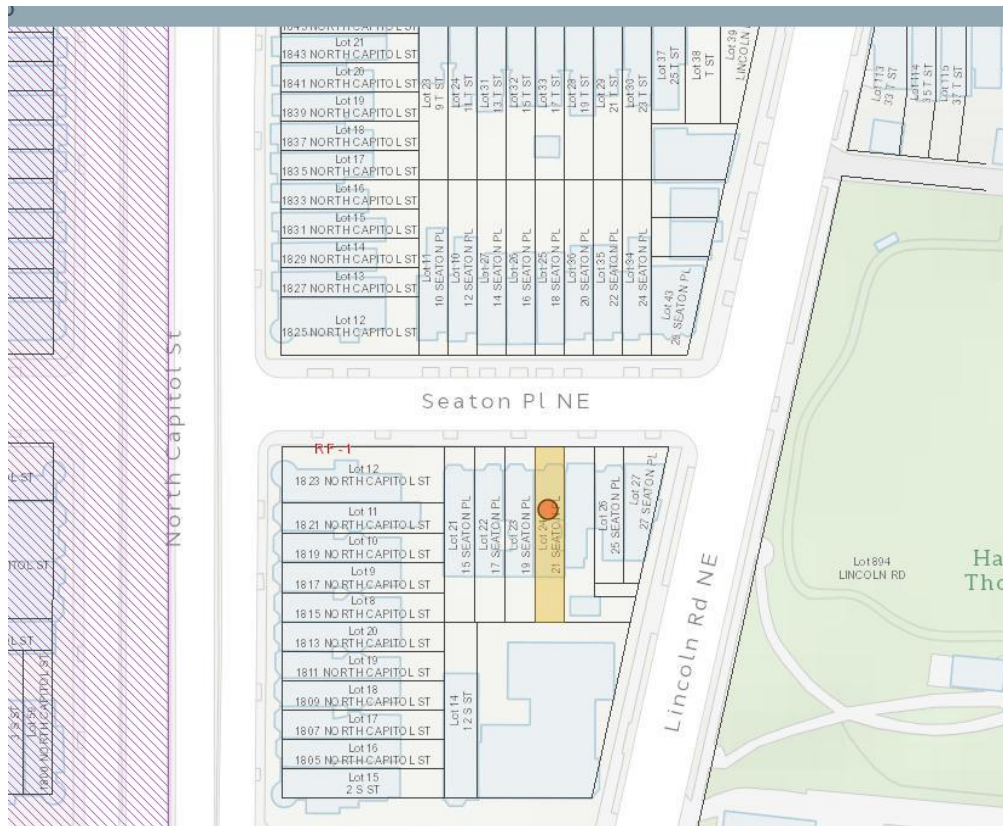 Lot 21
1843 NORTH CAPITOL ST
Lot 20
1841 NORTH CAPITOL ST
Lot 19
1839 NORTH CAPITOL ST
Lot 18
1837 NORTH CAPITOL ST
Lot 17
1835 NORTH CAPITOL ST
Lot 16
1833 NORTH CAPITOL ST
Lot 15
1831 NORTH CAPITOL ST
Lot 14
1829 NORTH CAPITOL ST
Lot 13
1827 NORTH CAPITOL ST
Lot 12
1825 NORTH CAPITOL ST
Lot 23
9 T ST
Lot 24
11 T ST
Lot 31
13 T ST
Lot 32
15 T ST
Lot 33
17 T ST
Lot 28
19 T ST
Lot 29
21 T ST
Lot 30
23 T ST
Lot 37
25 T ST
Lot 38
T ST
Lot 39
LINCOLN
Lot 113
33 T ST
Lot 114
35 T ST
Lot 115
37 T ST
Lot 11
10 SEATON PL
Lot 10
12 SEATON PL
Lot 27
14 SEATON PL
Lot 26
16 SEATON PL
Lot 25
18 SEATON PL
Lot 36
20 SEATON PL
Lot 35
22 SEATON PL
Lot 34
24 SEATON PL
Lot 43
26 SEATON PL
North Capitol St
Seaton Pl NE
RF-1
Lot 12
1823 NORTH CAPITOL ST
Lot 11
1821 NORTH CAPITOL ST
Lot 10
1819 NORTH CAPITOL ST
Lot 9
1817 NORTH CAPITOL ST
Lot 8
1815 NORTH CAPITOL ST
Lot 20
1813 NORTH CAPITOL ST
Lot 19
1811 NORTH CAPITOL ST
Lot 18
1809 NORTH CAPITOL ST
Lot 17
1807 NORTH CAPITOL ST
Lot 16
1805 NORTH CAPITOL ST
Lot 15
2 S ST
Lot 21
15 SEATON PL
Lot 22
17 SEATON PL
Lot 23
19 SEATON PL
Lot 24
21 SEATON PL
Lot 26
25 SEATON PL
Lot 27
27 SEATON PL
Lot 14
12 S ST
Lincoln Rd NE
Lot 894
LINCOLN RD
Ha
Tho
1800 NORTH CAPITOL ST